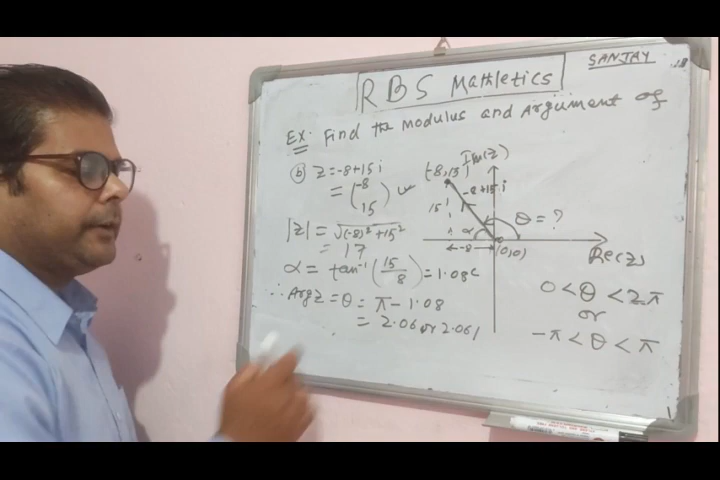 SANJAY
RBS Mathletics
EX: Find the Modulus and Argument of
(b) z = -8+15i
= (-8
15)
|z| = √(-8)²+15²
= 17
α = tan⁻¹ (15/8) = 1.08c
∴ Arg z = θ = π - 1.08
= 2.06 or 2.061
Im(z)
(-8,15)
-8+15i
15
α
θ = ?
-8
(0,0)
Re(z)
0 < θ < 2π
or
-π < θ < π